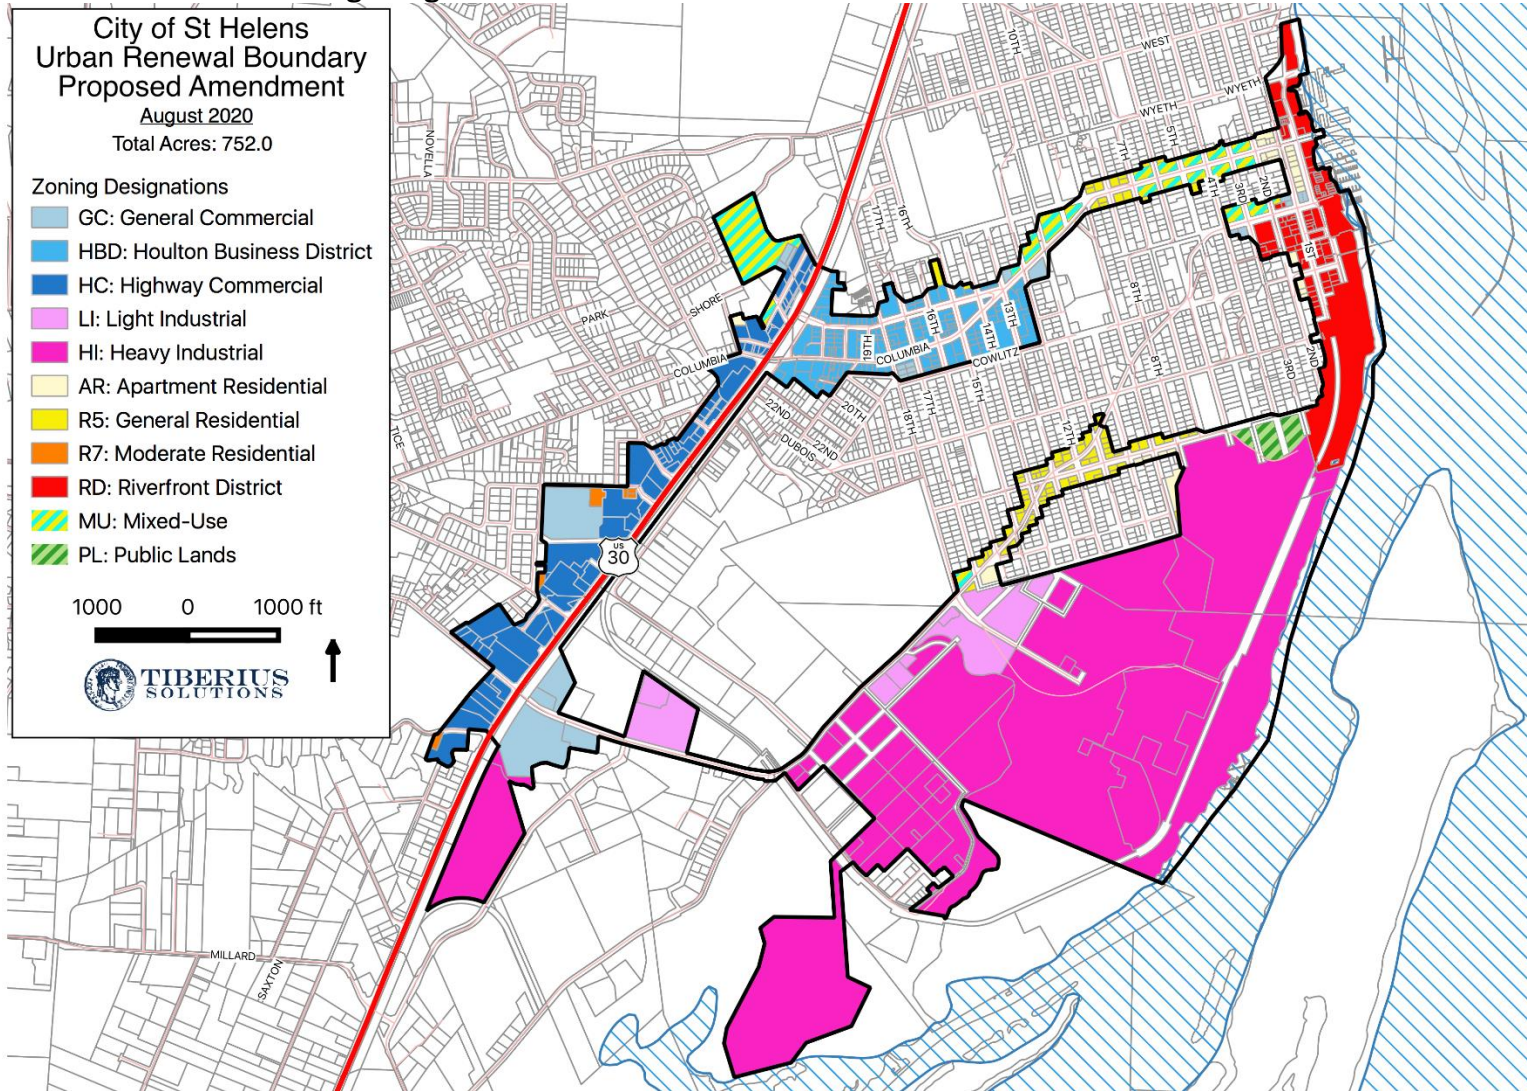 City of St Helens
Urban Renewal Boundary
Proposed Amendment
August 2020
Total Acres: 752.0
Zoning Designations
GC: General Commercial
HBD: Houlton Business District
HC: Highway Commercial
LI: Light Industrial
HI: Heavy Industrial
AR: Apartment Residential
R5: General Residential
R7: Moderate Residential
RD: Riverfront District
MU: Mixed-Use
PL: Public Lands
1000 0 1000 ft
TIBERIUS
SOLUTIONS
10TH
WEST
WYETH
WYETH
NOVELLA
5TH
7TH
4TH
3RD
2ND
17TH
16TH
1ST
SHORE
PARK
8TH
13TH
16TH
14TH
19TH
COLUMBIA
COWLITZ
COLUMBIA
2ND
3RD
8TH
15TH
17TH
18TH
20TH
22ND
22ND
DUBOIS
12TH
TICE
US
30
MILLARD
SAXTON